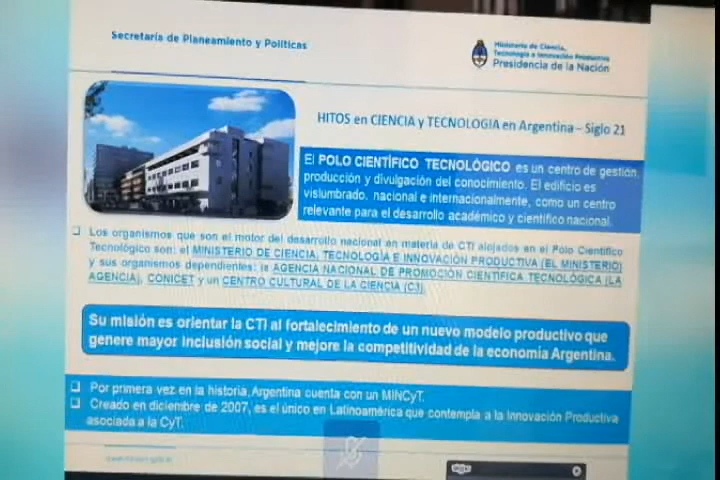 Secretaría de Planeamiento y Políticas
Ministerio de Ciencia,
Tecnología e Innovación Productiva
Presidencia de la Nación
HITOS en CIENCIA y TECNOLOGIA en Argentina – Siglo 21
El POLO CIENTÍFICO TECNOLÓGICO es un centro de gestión,
producción y divulgación del conocimiento. El edificio es
vislumbrado, nacional e internacionalmente, como un centro
relevante para el desarrollo académico y científico nacional.
Los organismos que son el motor del desarrollo nacional en materia de CTI alojados en el Polo Científico
Tecnológico son: el MINISTERIO DE CIENCIA, TECNOLOGÍA E INNOVACIÓN PRODUCTIVA (EL MINISTERIO)
y sus organismos dependientes: la AGENCIA NACIONAL DE PROMOCIÓN CIENTÍFICA TECNOLÓGICA (LA
AGENCIA), CONICET y un CENTRO CULTURAL DE LA CIENCIA (C3).
Su misión es orientar la CTI al fortalecimiento de un nuevo modelo productivo que
genere mayor inclusión social y mejore la competitividad de la economía Argentina.
Por primera vez en la historia, Argentina cuenta con un MINCyT.
Creado en diciembre de 2007, es el único en Latinoamérica que contempla a la Innovación Productiva
asociada a la CyT.